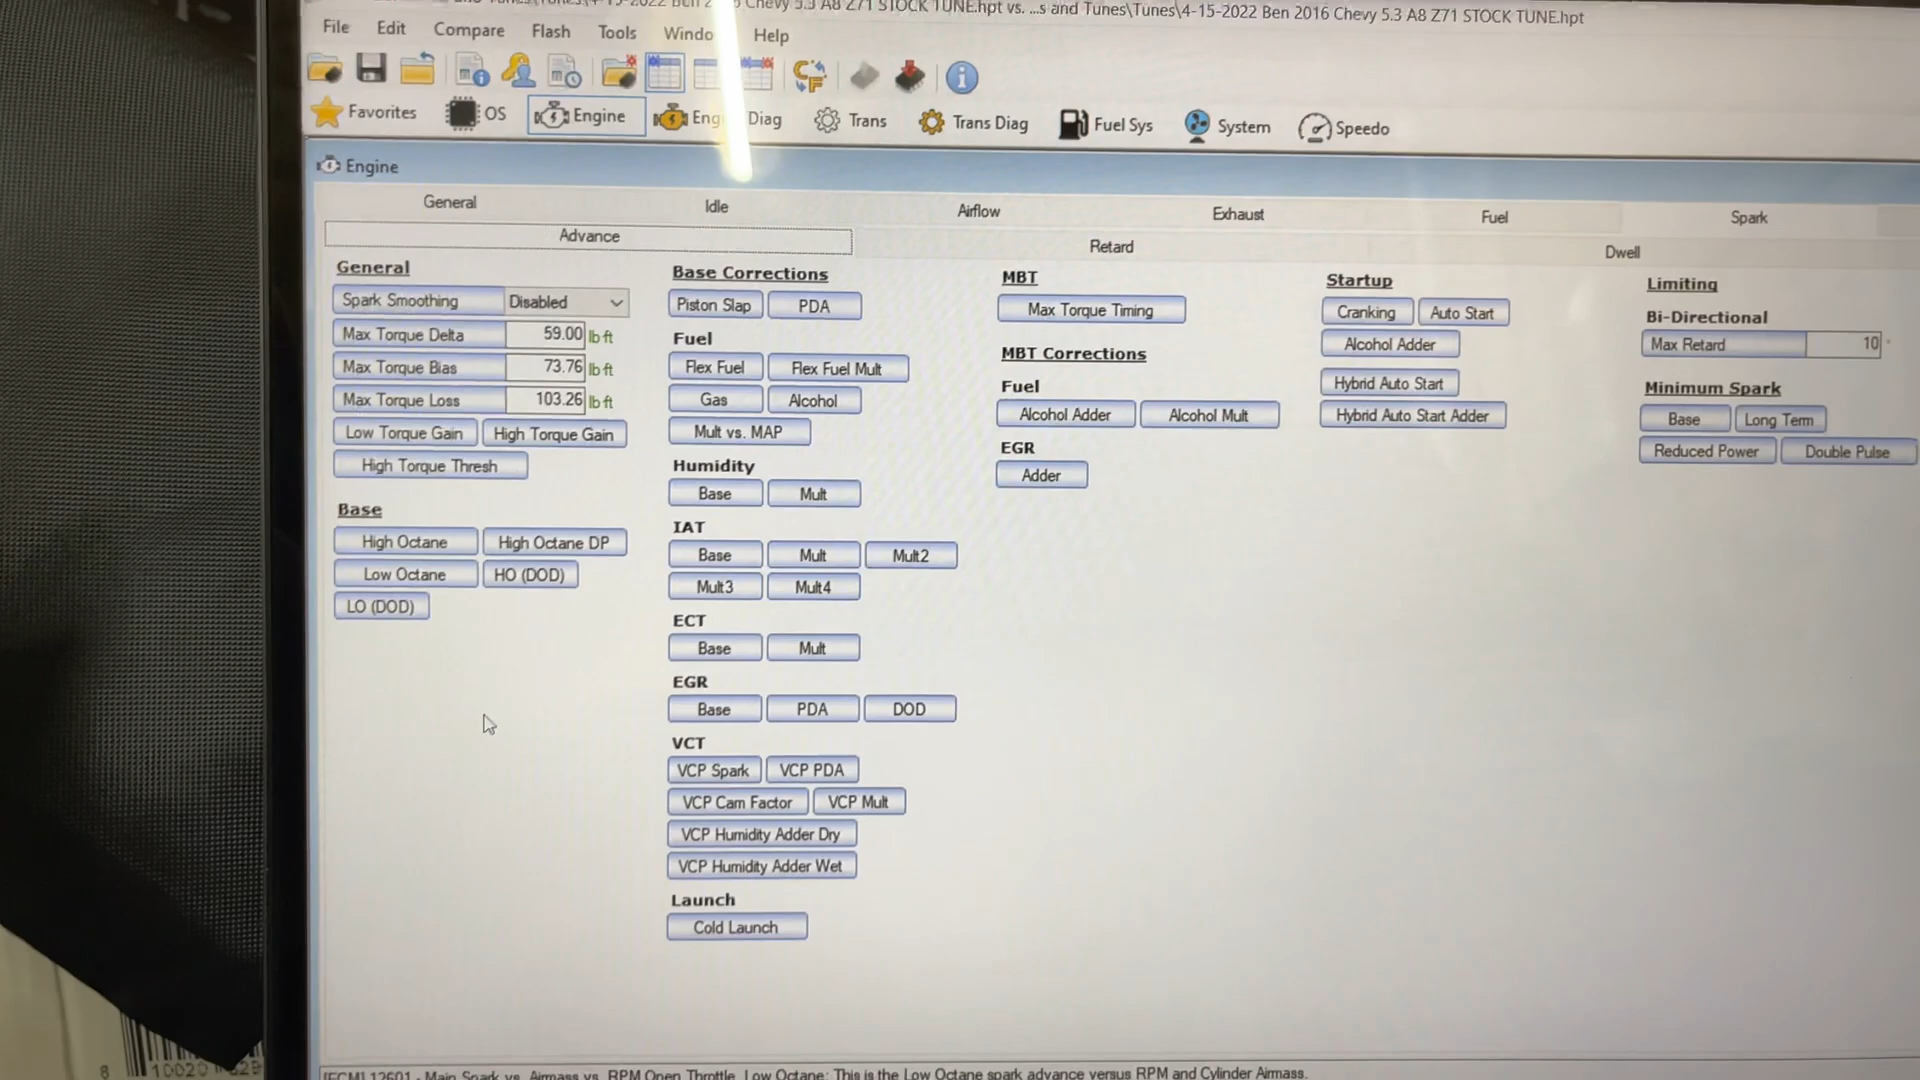 Chevy 5.3 A8 Z71 STOCK TUNE.hpt vs. ...s and Tunes\Tunes\4-15-2022 Ben 2016 Chevy 5.3 A8 Z71 STOCK TUNE.hpt
File Edit Compare Flash Tools Windo Help
Favorites OS Engine Eng Diag Trans Trans Diag Fuel Sys System Speedo
Engine
General Idle Airflow Exhaust Fuel Spark
Advance Retard Dwell
General
Spark Smoothing Disabled
Max Torque Delta 59.00 lb ft
Max Torque Bias 73.76 lb ft
Max Torque Loss 103.26 lb ft
Low Torque Gain High Torque Gain
High Torque Thresh
Base
High Octane High Octane DP
Low Octane HO (DOD)
LO (DOD)
Base Corrections
Piston Slap PDA
Fuel
Flex Fuel Flex Fuel Mult
Gas Alcohol
Mult vs. MAP
Humidity
Base Mult
IAT
Base Mult Mult2
Mult3 Mult4
ECT
Base Mult
EGR
Base PDA DOD
VCT
VCP Spark VCP PDA
VCP Cam Factor VCP Mult
VCP Humidity Adder Dry
VCP Humidity Adder Wet
Launch
Cold Launch
MBT
Max Torque Timing
MBT Corrections
Fuel
Alcohol Adder Alcohol Mult
EGR
Adder
Startup
Cranking Auto Start
Alcohol Adder
Hybrid Auto Start
Hybrid Auto Start Adder
Limiting
Bi-Directional
Max Retard 10 °
Minimum Spark
Base Long Term
Reduced Power Double Pulse
[ECM] 12601 - Main Spark vs. Airmass vs. RPM Open Throttle, Low Octane: This is the Low Octane spark advance versus RPM and Cylinder Airmass.